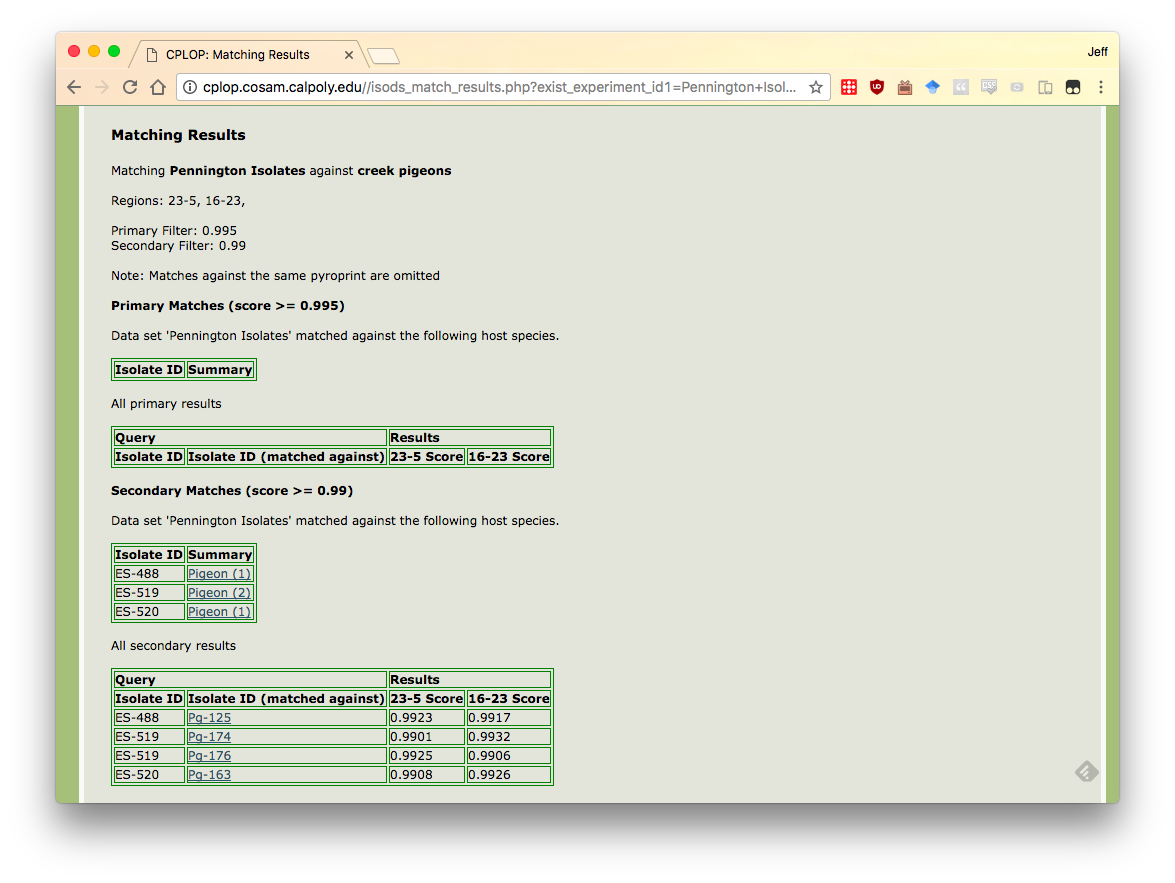 CPLOP: Matching Results
Jeff
cplop.cosam.calpoly.edu//isods_match_results.php?exist_experiment_id1=Pennington+Isol...
Matching Results
Matching Pennington Isolates against creek pigeons
Regions: 23-5, 16-23,
Primary Filter: 0.995
Secondary Filter: 0.99
Note: Matches against the same pyroprint are omitted
Primary Matches (score >= 0.995)
Data set 'Pennington Isolates' matched against the following host species.
Isolate ID Summary
All primary results
Query Results
Isolate ID Isolate ID (matched against) 23-5 Score 16-23 Score
Secondary Matches (score >= 0.99)
Data set 'Pennington Isolates' matched against the following host species.
Isolate ID Summary
ES-488 Pigeon (1)
ES-519 Pigeon (2)
ES-520 Pigeon (1)
All secondary results
Query Results
Isolate ID Isolate ID (matched against) 23-5 Score 16-23 Score
ES-488 Pg-125 0.9923 0.9917
ES-519 Pg-174 0.9901 0.9932
ES-519 Pg-176 0.9925 0.9906
ES-520 Pg-163 0.9908 0.9926